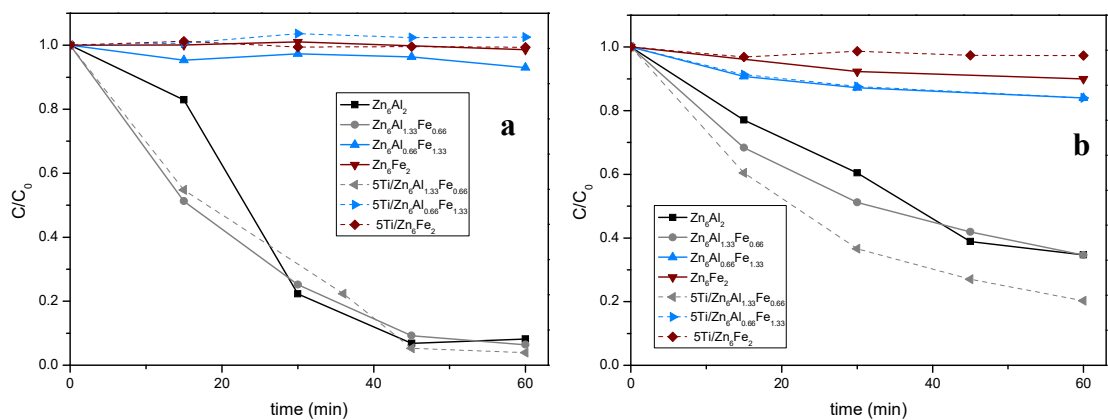 1.0
0.8
0.6
0.4
0.2
0.0
C/C₀
0
20
40
60
time (min)
Zn₆Al₂
Zn₆Al₁.₃₃Fe₀.₆₆
Zn₆Al₀.₆₆Fe₁.₃₃
Zn₆Fe₂
5Ti/Zn₆Al₁.₃₃Fe₀.₆₆
5Ti/Zn₆Al₀.₆₆Fe₁.₃₃
5Ti/Zn₆Fe₂
a
1.0
0.8
0.6
0.4
0.2
0.0
C/C₀
0
20
40
60
time (min)
Zn₆Al₂
Zn₆Al₁.₃₃Fe₀.₆₆
Zn₆Al₀.₆₆Fe₁.₃₃
Zn₆Fe₂
5Ti/Zn₆Al₁.₃₃Fe₀.₆₆
5Ti/Zn₆Al₀.₆₆Fe₁.₃₃
5Ti/Zn₆Fe₂
b